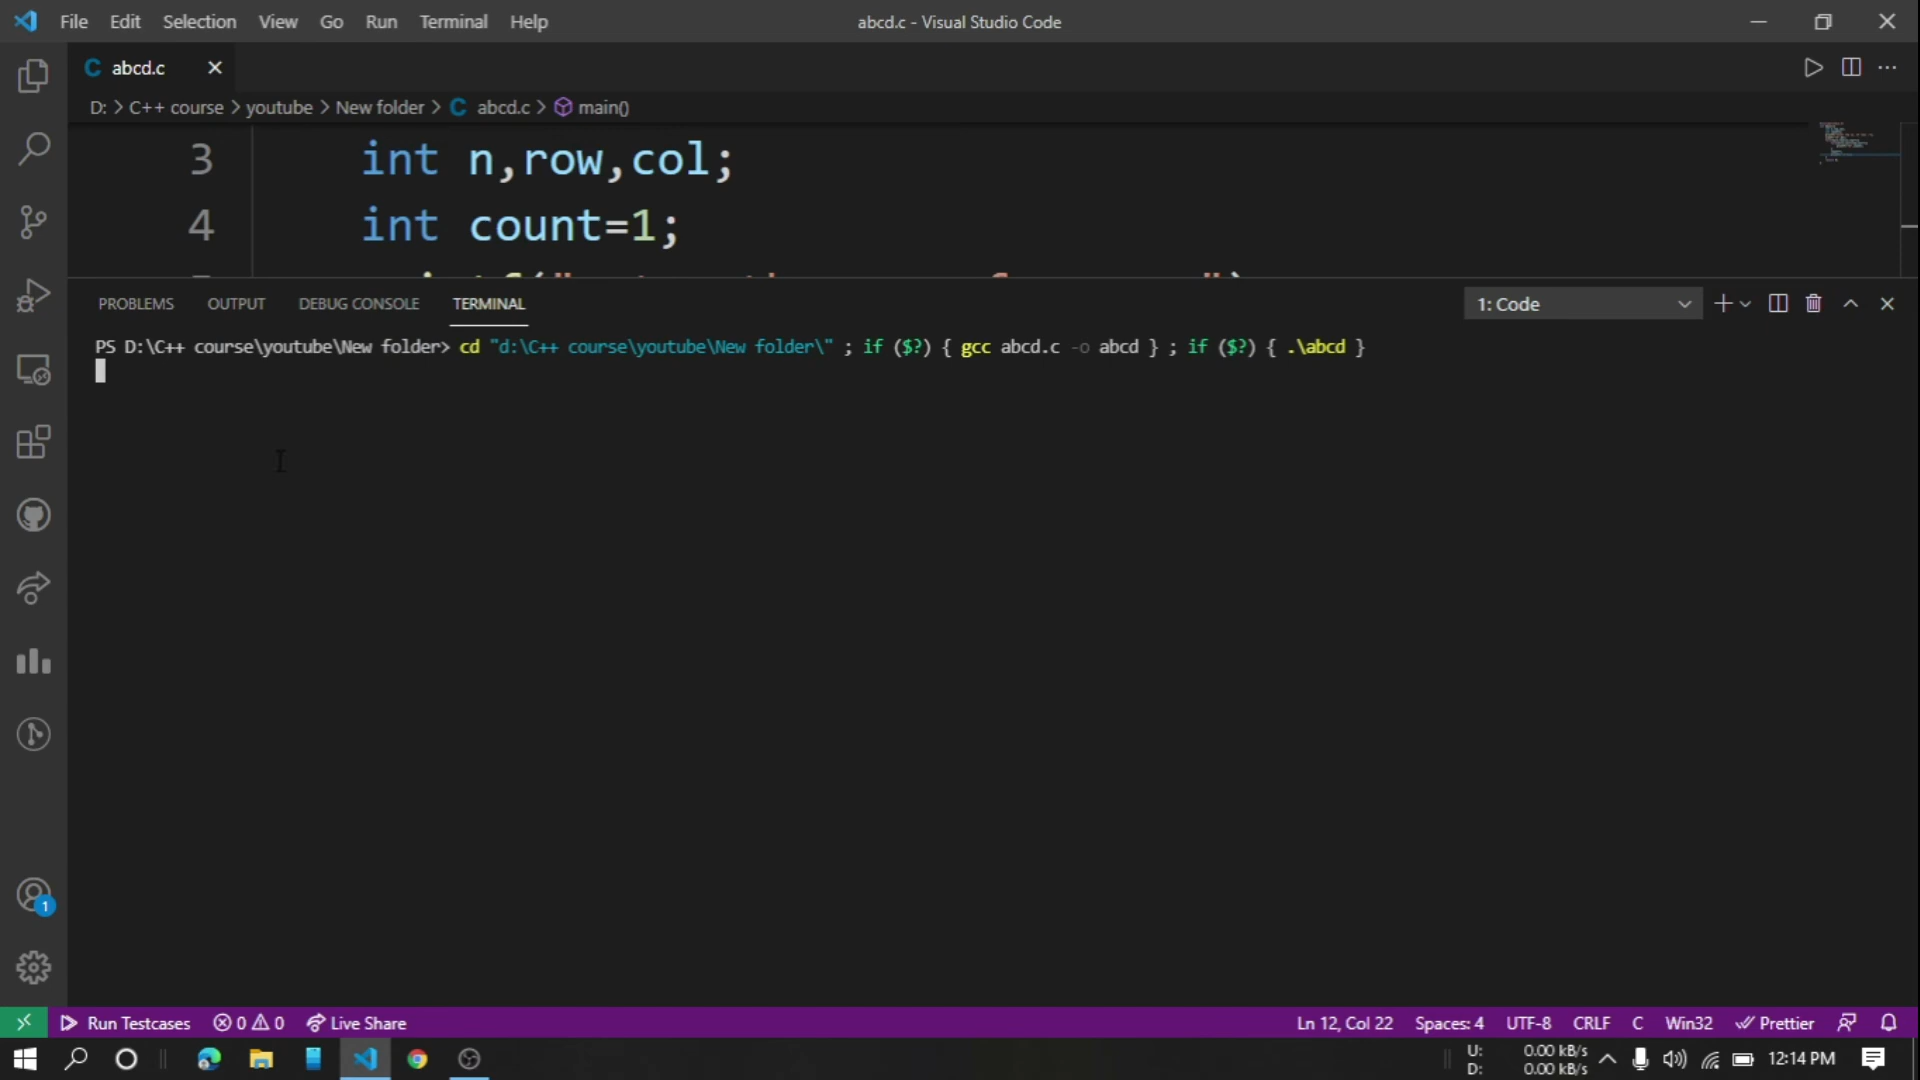 File Edit Selection View Go Run Terminal Help abcd.c - Visual Studio Code
C abcd.c
D: > C++ course > youtube > New folder > C abcd.c > main()
3 int n,row,col;
4 int count=1;
PROBLEMS OUTPUT DEBUG CONSOLE TERMINAL 1: Code
PS D:\C++ course\youtube\New folder> cd "d:\C++ course\youtube\New folder\" ; if ($?) { gcc abcd.c -o abcd } ; if ($?) { .\abcd }
1
Run Testcases 0 0 Live Share Ln 12, Col 22 Spaces: 4 UTF-8 CRLF C Win32 Prettier
U: 0.00 kB/s
D: 0.00 kB/s
12:14 PM